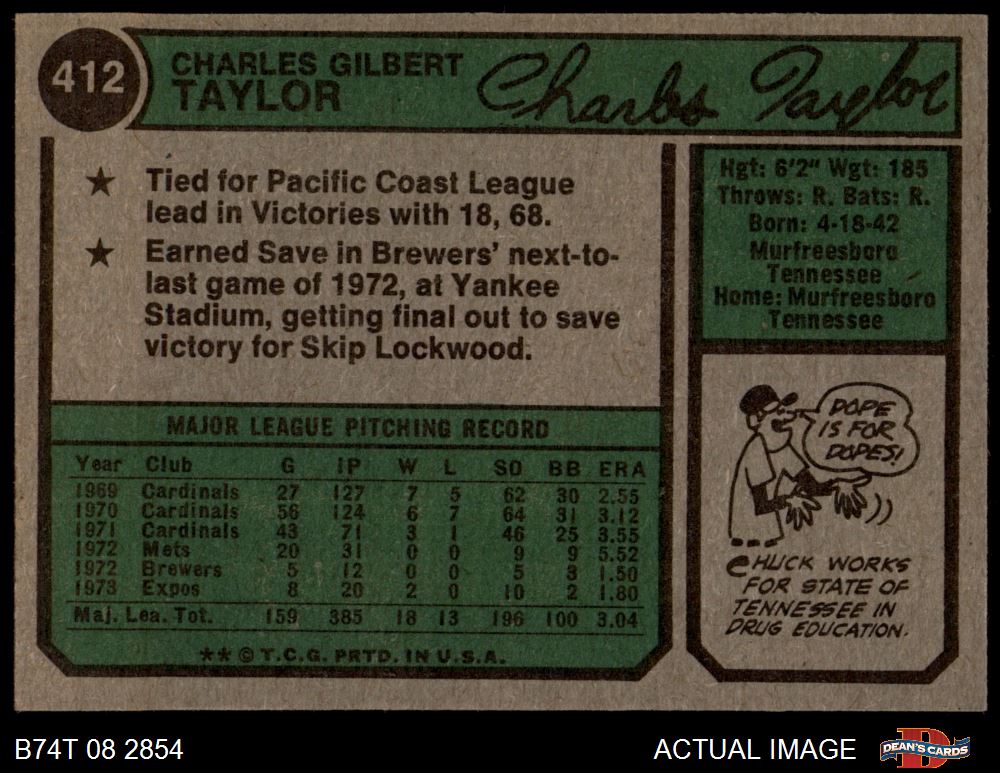 412
CHARLES GILBERT
TAYLOR
Charles Taylor
★ Tied for Pacific Coast League
lead in Victories with 18, 68.
★ Earned Save in Brewers' next-to-
last game of 1972, at Yankee
Stadium, getting final out to save
victory for Skip Lockwood.
Hgt: 6'2" Wgt: 185
Throws: R. Bats: R.
Born: 4-18-42
Murfreesboro
Tennessee
Home: Murfreesboro
Tennessee
MAJOR LEAGUE PITCHING RECORD
Year Club G IP W L SO BB ERA
1969 Cardinals 27 127 7 5 62 30 2.55
1970 Cardinals 56 124 6 7 64 31 3.12
1971 Cardinals 43 71 3 1 46 25 3.55
1972 Mets 20 31 0 0 9 9 5.52
1972 Brewers 5 12 0 0 5 3 1.50
1973 Expos 8 20 2 0 10 2 1.80
Maj. Lea. Tot. 159 385 18 13 196 100 3.04
** © T.C.G. PRTD. IN U.S.A.
DOPE
IS FOR
DOPES!
CHUCK WORKS
FOR STATE OF
TENNESSEE IN
DRUG EDUCATION.
B74T 08 2854
ACTUAL IMAGE
DEAN'S CARDS